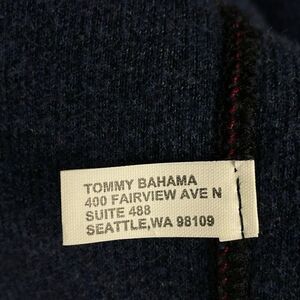 TOMMY BAHAMA
400 FAIRVIEW AVE N
SUITE 488
SEATTLE,WA 98109